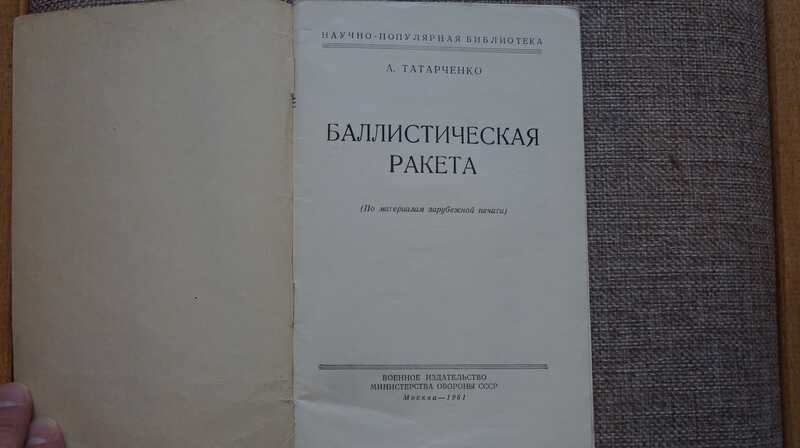 НАУЧНО-ПОПУЛЯРНАЯ БИБЛИОТЕКА
А. ТАТАРЧЕНКО
БАЛЛИСТИЧЕСКАЯ
РАКЕТА
(По материалам зарубежной печати)
ВОЕННОЕ ИЗДАТЕЛЬСТВО
МИНИСТЕРСТВА ОБОРОНЫ СССР
Москва—1961